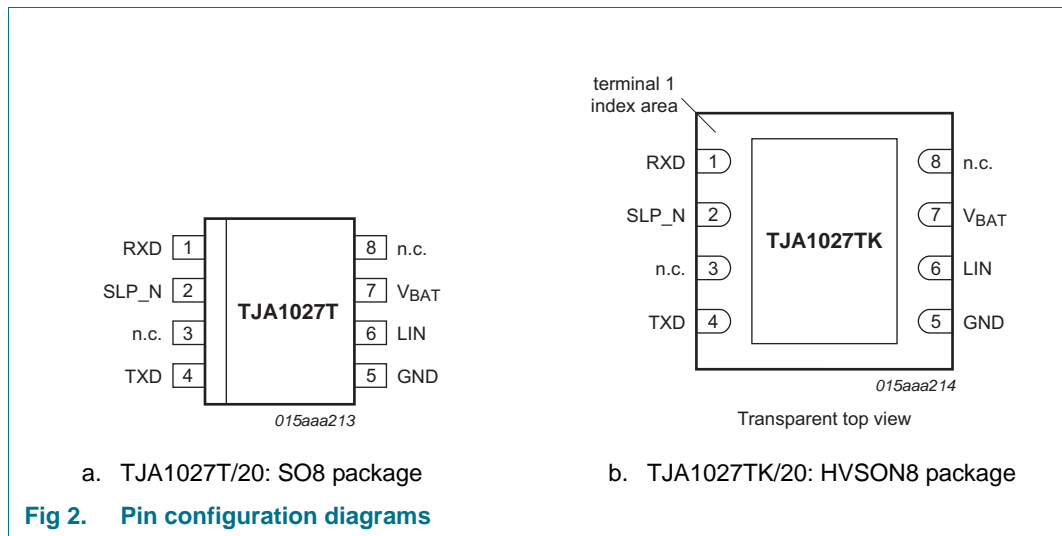 RXD 1
SLP_N 2
n.c. 3
TXD 4
TJA1027T
8 n.c.
7 VBAT
6 LIN
5 GND
015aaa213
a. TJA1027T/20: SO8 package
terminal 1
index area
RXD 1
SLP_N 2
n.c. 3
TXD 4
TJA1027TK
8 n.c.
7 VBAT
6 LIN
5 GND
015aaa214
Transparent top view
b. TJA1027TK/20: HVSON8 package
Fig 2. Pin configuration diagrams